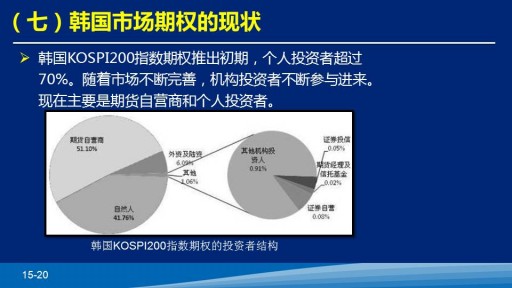 （七）韩国市场期权的现状
韩国KOSPI200指数期权推出初期，个人投资者超过
70%。随着市场不断完善，机构投资者不断参与进来。
现在主要是期货自营商和个人投资者。
期货自营商
51.10%
外资及陆资
6.09%
其他
1.06%
自然人
41.76%
其他机构投
资人
0.91%
证券投信
0.05%
期货经理及
信托基金
0.02%
证券自营
0.08%
韩国KOSPI200指数期权的投资者结构
15-20